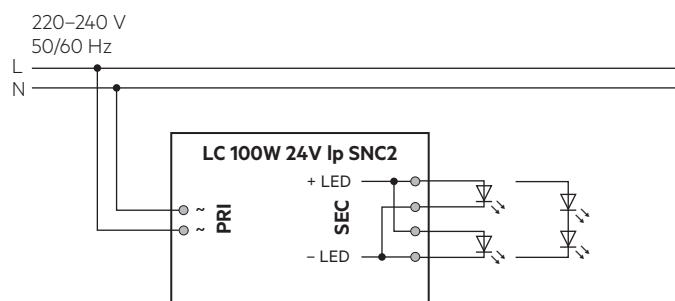 220–240 V
50/60 Hz
L
N
LC 100W 24V lp SNC2
+ LED
~
~
PRI
SEC
– LED